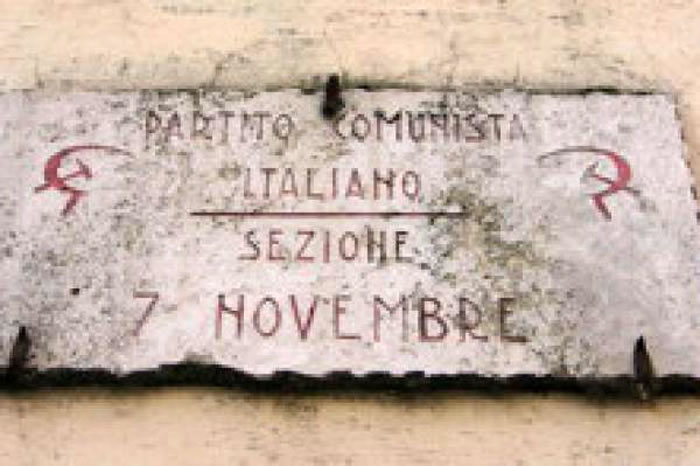 PARTITO COMUNISTA
ITALIANO
SEZIONE
7 NOVEMBRE